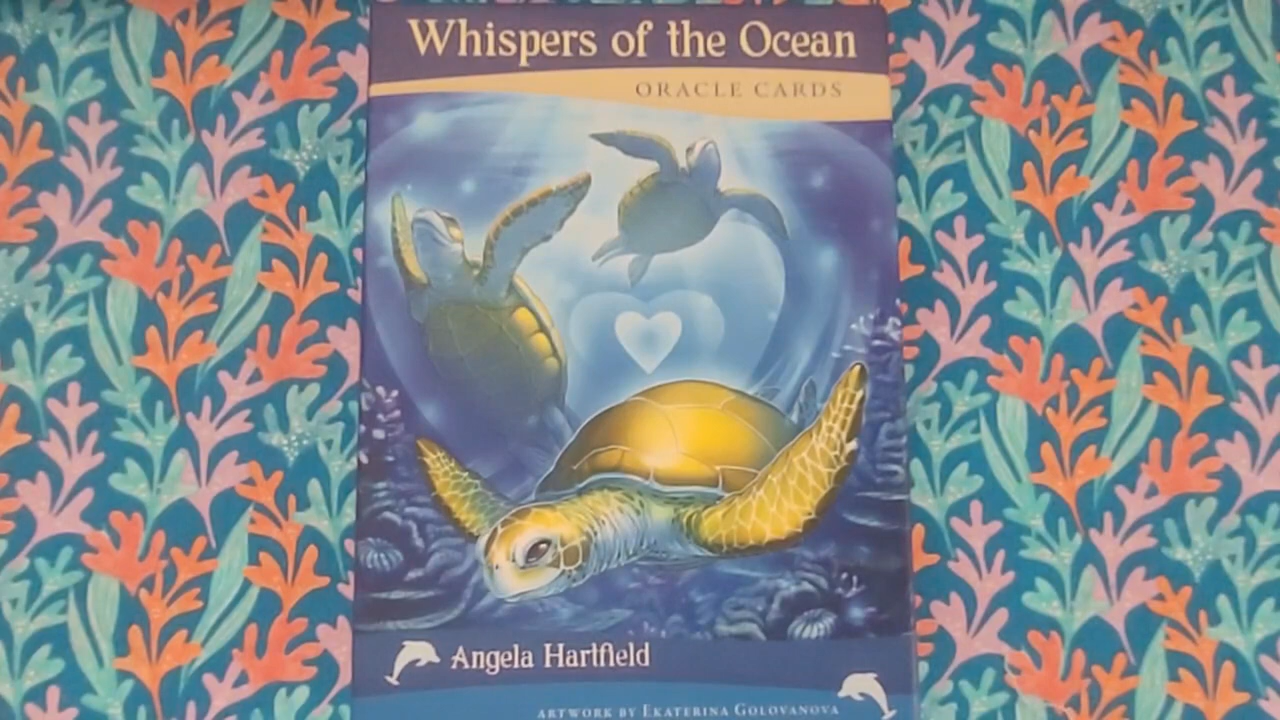 Whispers of the Ocean
ORACLE CARDS
Angela Hartfield
ARTWORK BY EKATERINA GOLOVANOVA